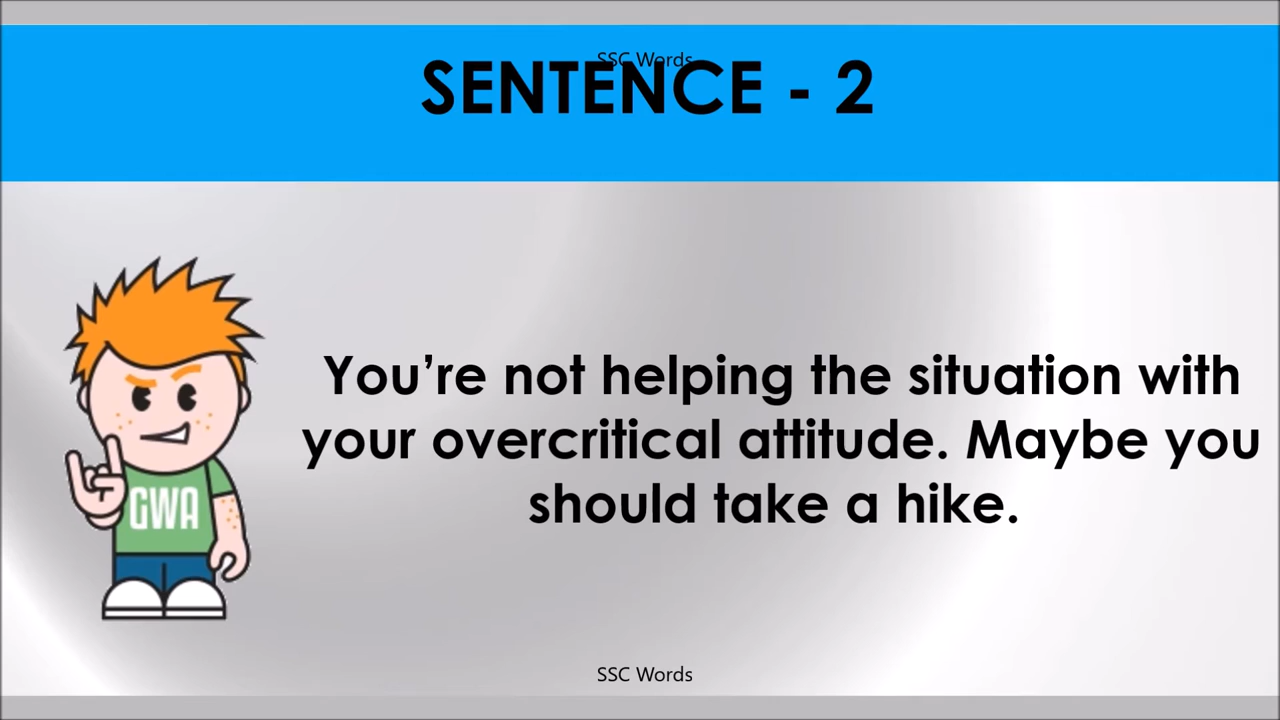 SSC Words
SENTENCE - 2
You’re not helping the situation with
your overcritical attitude. Maybe you
should take a hike.
GWA
SSC Words